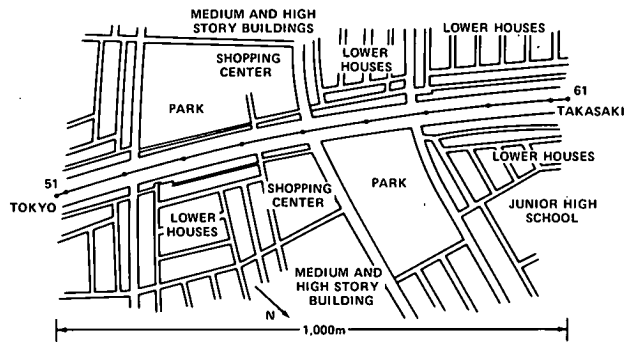 MEDIUM AND HIGH
STORY BUILDINGS
LOWER HOUSES
SHOPPING
CENTER
LOWER
HOUSES
PARK
61
TAKASAKI
51
TOKYO
LOWER HOUSES
SHOPPING
CENTER
PARK
LOWER
HOUSES
JUNIOR HIGH
SCHOOL
MEDIUM AND
HIGH STORY
BUILDING
N
1,000m